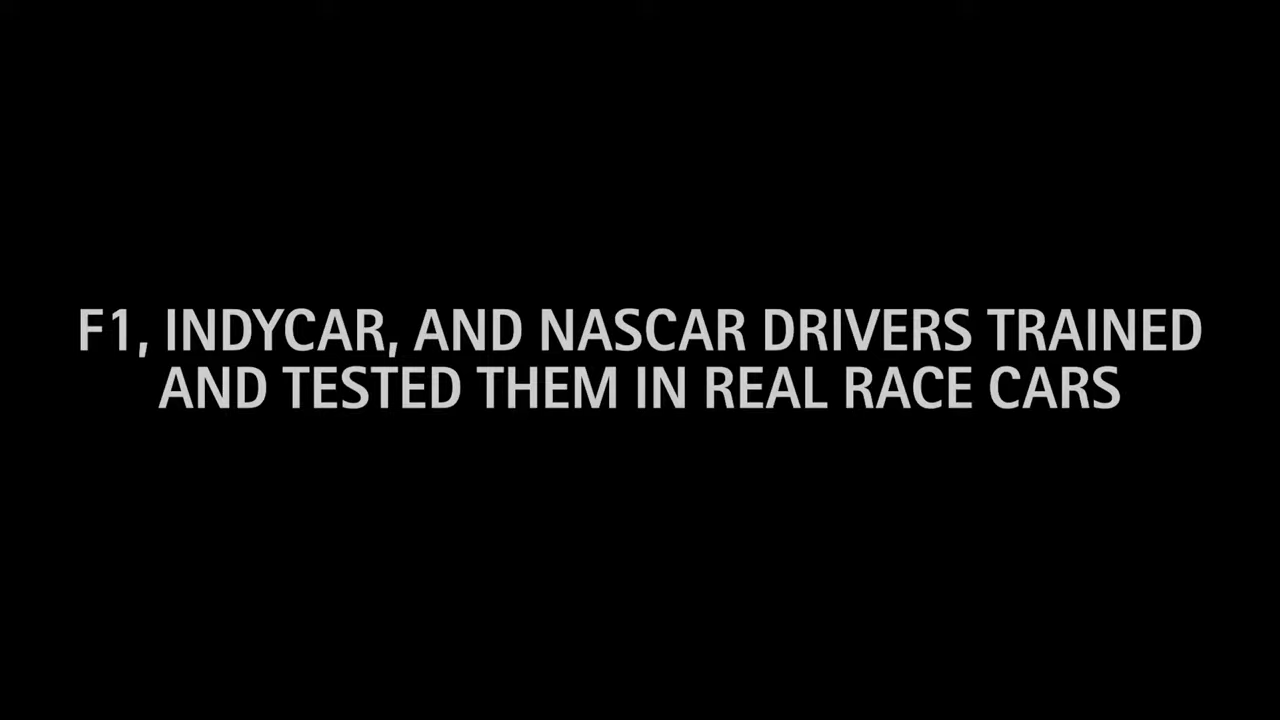 F1, INDYCAR, AND NASCAR DRIVERS TRAINED
AND TESTED THEM IN REAL RACE CARS